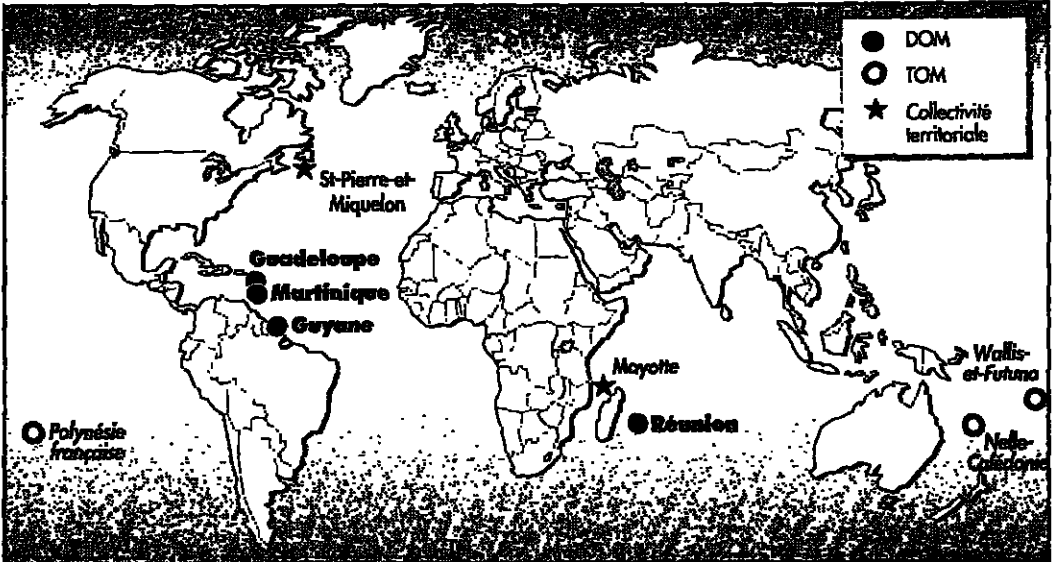 DOM
TOM
Collectivité
territoriale
St-Pierre-et-
Miquelon
Guadeloupe
Martinique
Guyane
Mayotte
Réunion
Wallis-
et-Futuna
Polynésie
française
Nelle-
Calédonie